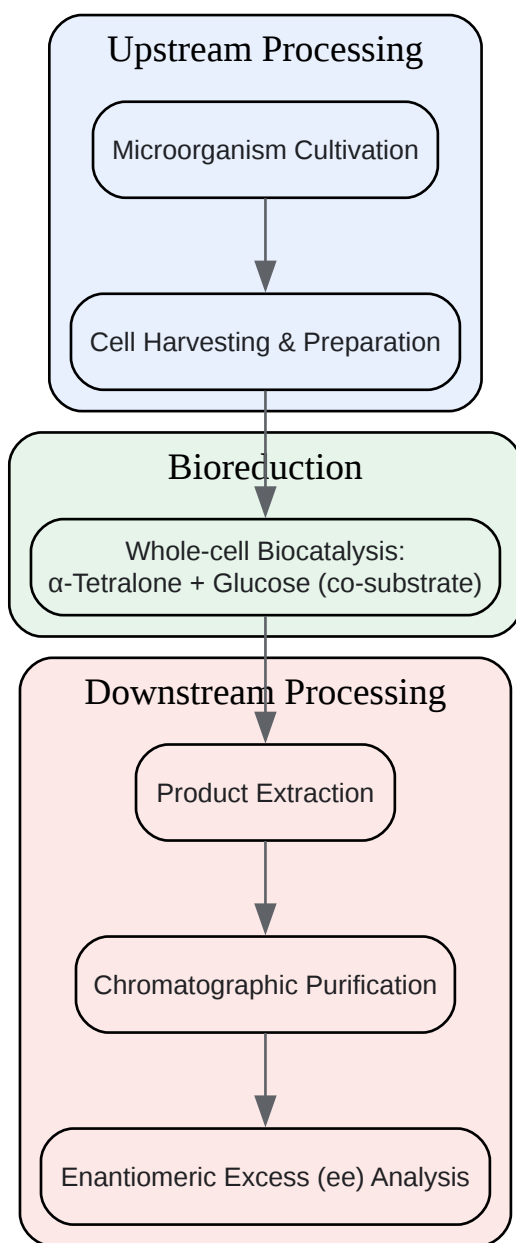 Upstream Processing
Microorganism Cultivation
Cell Harvesting & Preparation
Bioreduction
Whole-cell Biocatalysis:
α-Tetralone + Glucose (co-substrate)
Downstream Processing
Product Extraction
Chromatographic Purification
Enantiomeric Excess (ee) Analysis